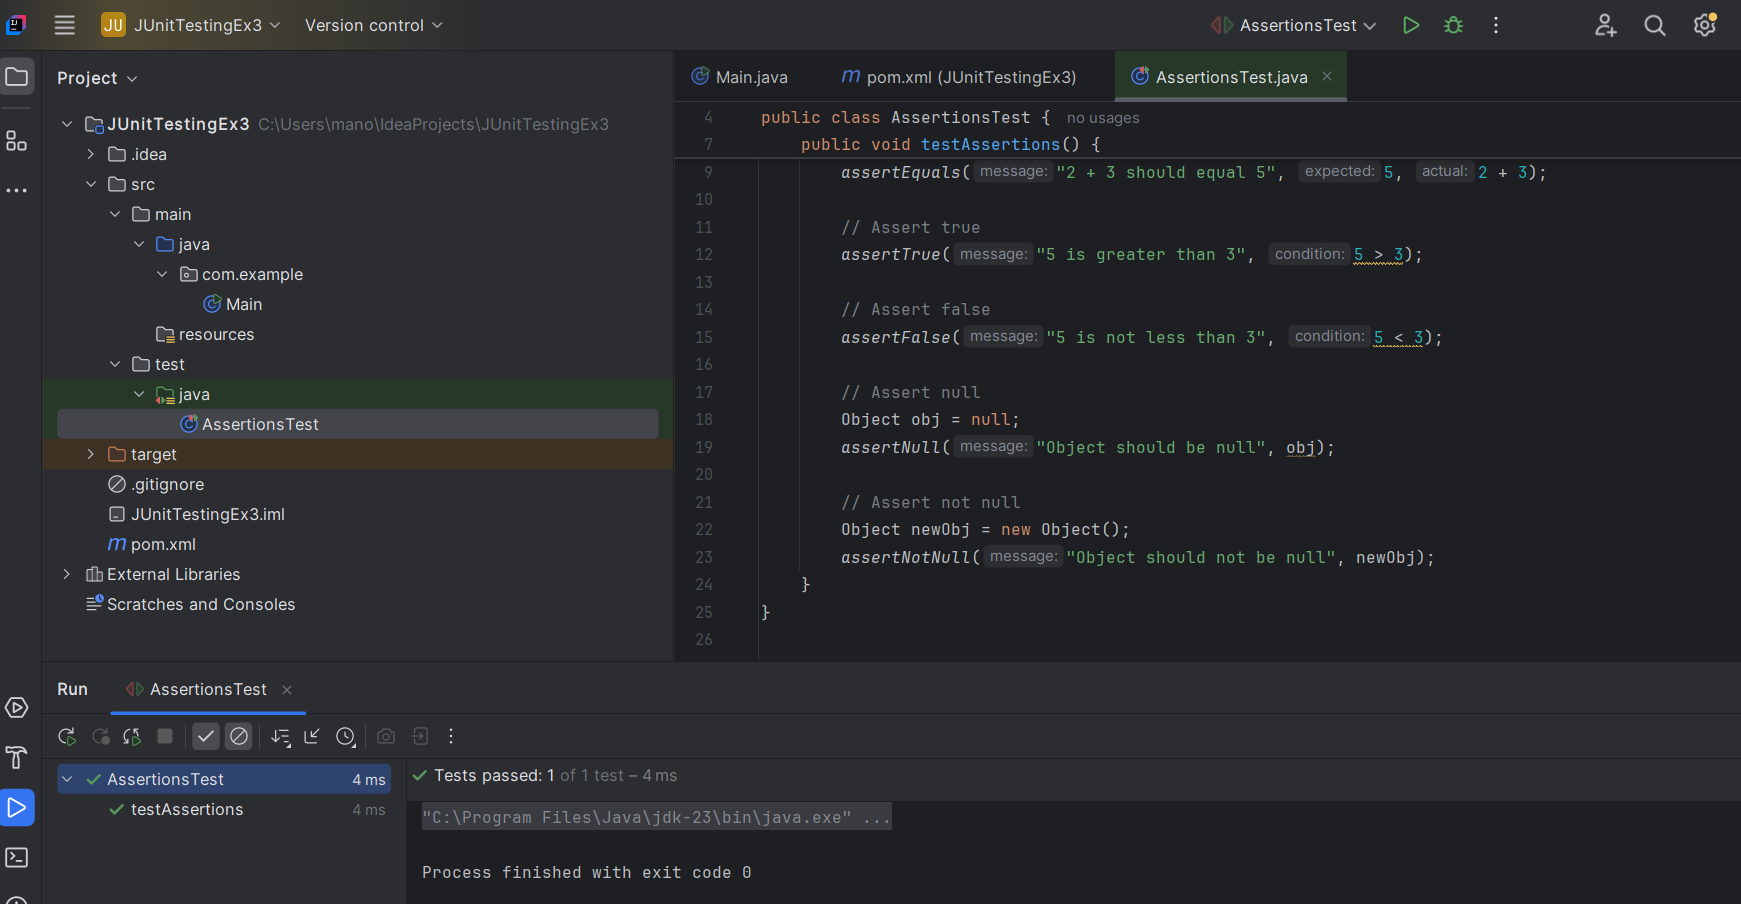 JU JUnitTestingEx3 Version control AssertionsTest
Project
JUnitTestingEx3 C:\Users\mano\IdeaProjects\JUnitTestingEx3
.idea
src
main
java
com.example
Main
resources
test
java
AssertionsTest
target
.gitignore
JUnitTestingEx3.iml
pom.xml
External Libraries
Scratches and Consoles
Main.java pom.xml (JUnitTestingEx3) AssertionsTest.java
4 public class AssertionsTest { no usages
7 public void testAssertions() {
9 assertEquals( message: "2 + 3 should equal 5", expected: 5, actual: 2 + 3);
10
11 // Assert true
12 assertTrue( message: "5 is greater than 3", condition: 5 > 3);
13
14 // Assert false
15 assertFalse( message: "5 is not less than 3", condition: 5 < 3);
16
17 // Assert null
18 Object obj = null;
19 assertNull( message: "Object should be null", obj);
20
21 // Assert not null
22 Object newObj = new Object();
23 assertNotNull( message: "Object should not be null", newObj);
24 }
25 }
26
Run AssertionsTest
AssertionsTest 4 ms
testAssertions 4 ms
Tests passed: 1 of 1 test – 4 ms
"C:\Program Files\Java\jdk-23\bin\java.exe" ...
Process finished with exit code 0